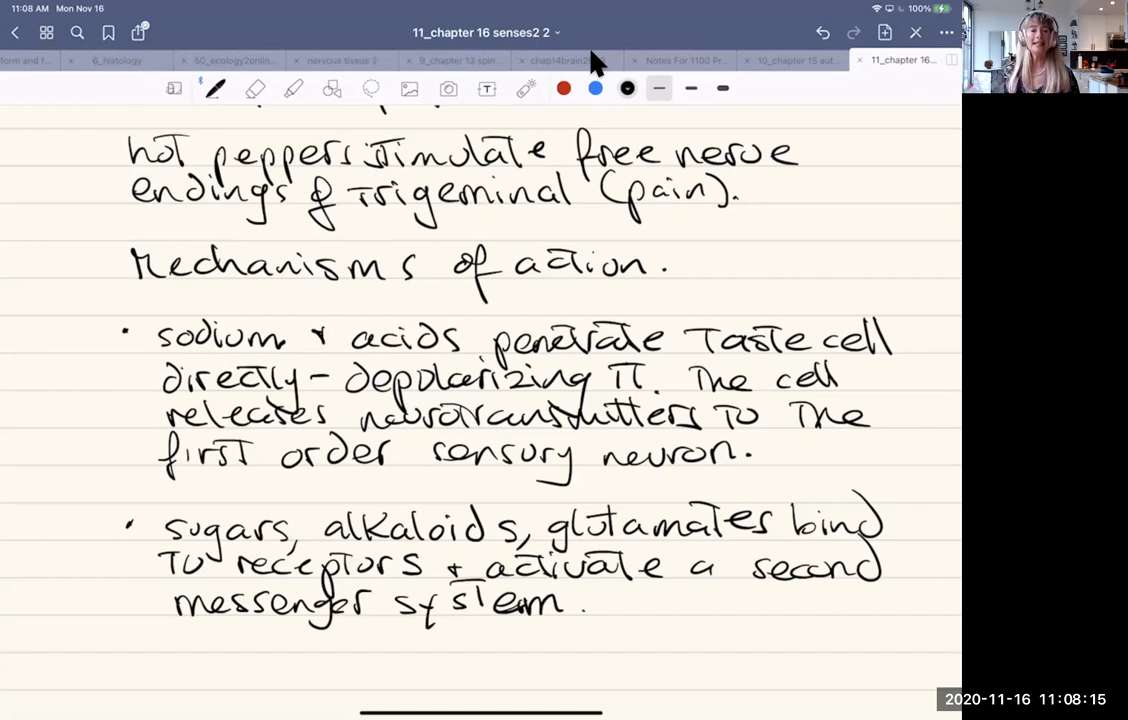 11:08 AM Mon Nov 16
100%
11_chapter 16 senses2 2
form and f...
6_histology
50_ecology2onlin...
nervous tissue 2
9_chapter 13 spin...
chap14brain2
Notes For 1100 Pr...
10_chapter 15 aut...
11_chapter 16...
hot peppers stimulate free nerve
endings & trigeminal (pain).
Mechanisms of action.
• sodium + acids penetrate taste cell
directly - depolarizing it. The cell
releases neurotransmitters to the
first order sensory neuron.
• sugars, alkaloids, glutamates bind
to receptors + activate a second
messenger system.
2020-11-16 11:08:15